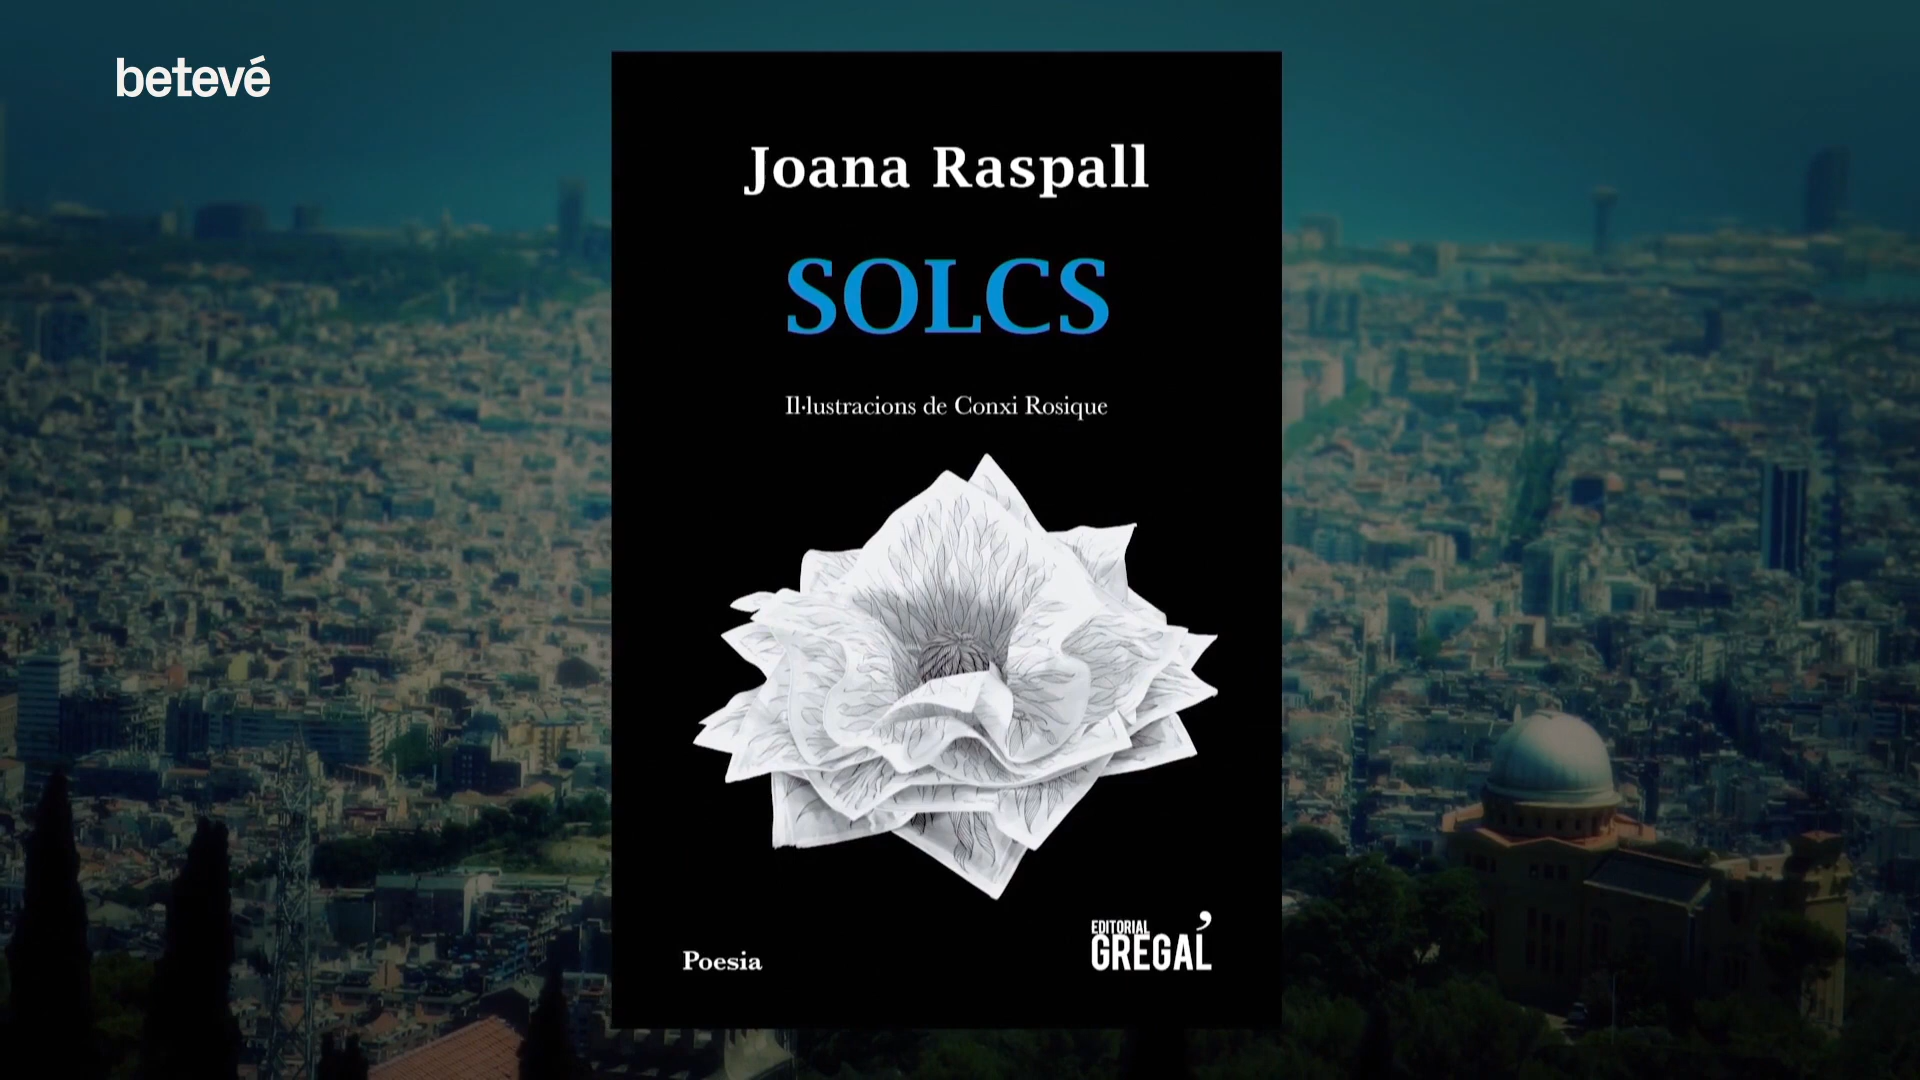 betevé
Joana Raspall
SOLCS
Il·lustracions de Conxi Rosique
Poesia
EDITORIAL
GREGAL'